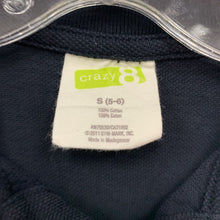 crazy 8
S (5-6)
100% Cotton
100% Coton
© 2011 GYM-MARK, INC.
Made in Madagascar